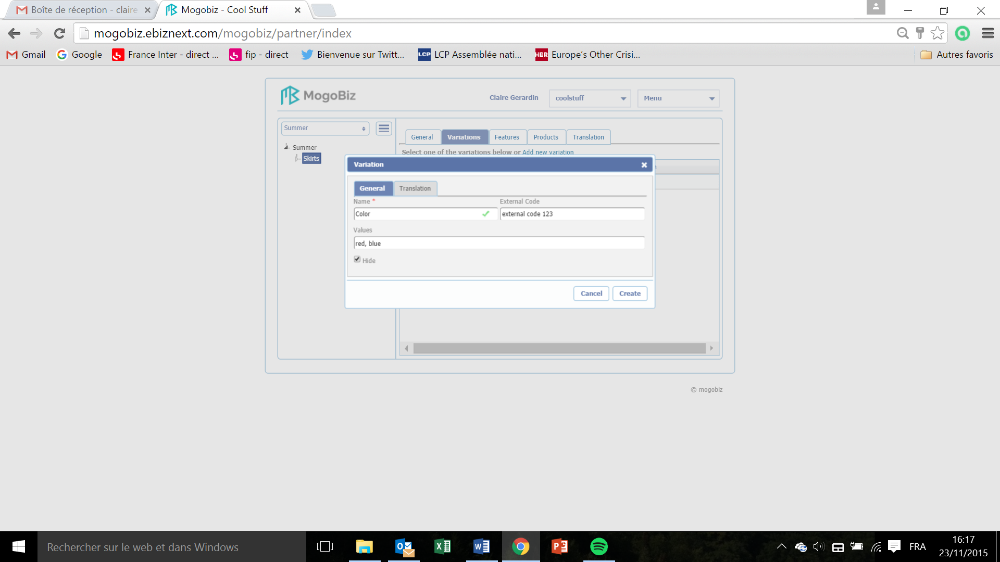 Boîte de réception - claire
Mogobiz - Cool Stuff
mogobiz.ebiznext.com/mogobiz/partner/index
Gmail
Google
France Inter - direct ...
fip - direct
Bienvenue sur Twitt...
LCP
LCP Assemblée nati...
HBR
Europe's Other Crisi...
Autres favoris
MogoBiz
Claire Gerardin
coolstuff
Menu
Summer
Summer
Skirts
General
Variations
Features
Products
Translation
Select one of the variations below or Add new variation
Variation
General
Translation
Name *
External Code
Color
external code 123
Values
red, blue
Hide
Cancel
Create
© mogobiz
Rechercher sur le web et dans Windows
FRA
16:17
23/11/2015